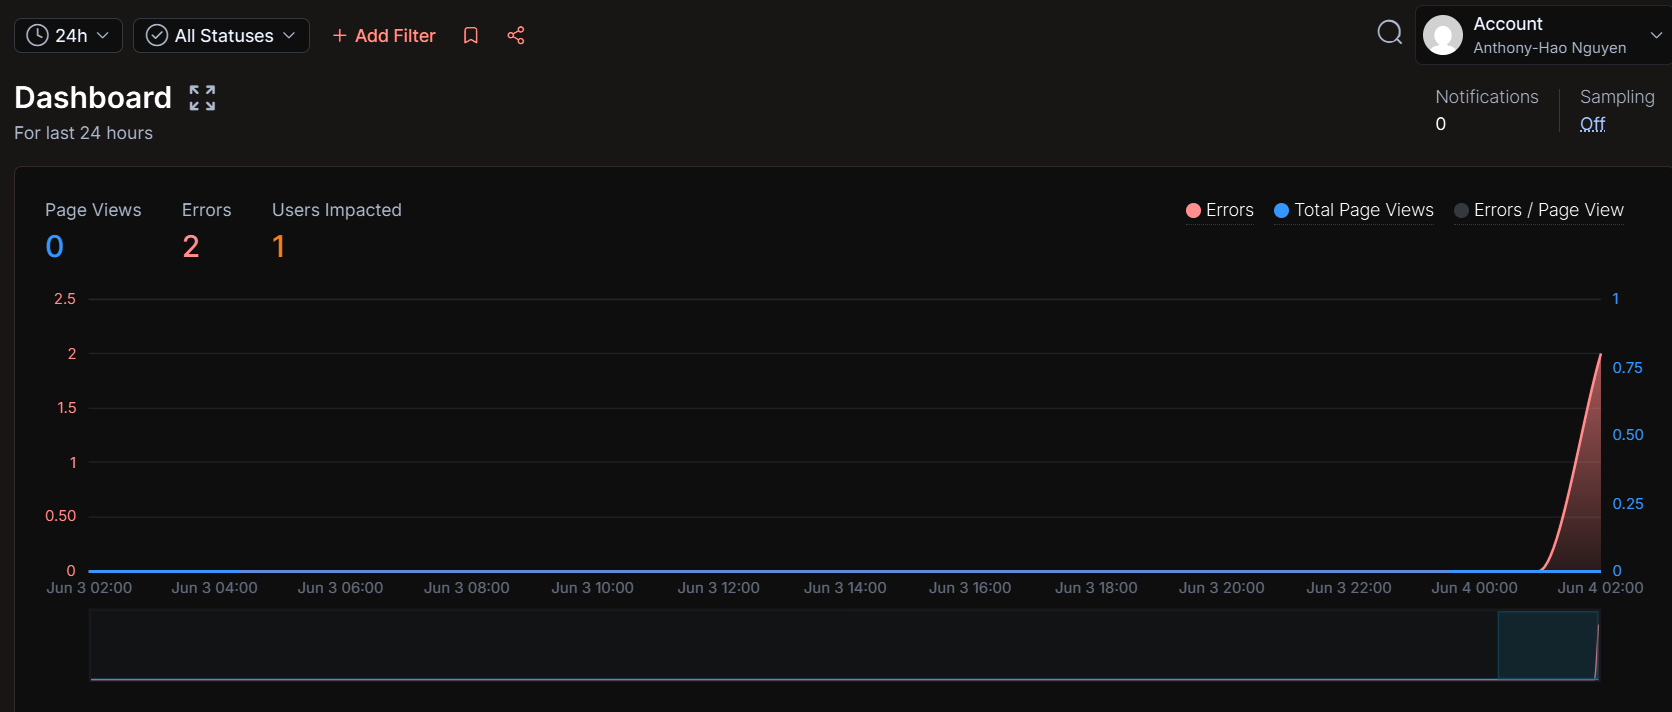 24h
All Statuses
+ Add Filter
Account
Anthony-Hao Nguyen
Dashboard
For last 24 hours
Notifications
0
Sampling
Off
Page Views
0
Errors
2
Users Impacted
1
Errors
Total Page Views
Errors / Page View
2.5
2
1.5
1
0.50
0
1
0.75
0.50
0.25
0
Jun 3 02:00
Jun 3 04:00
Jun 3 06:00
Jun 3 08:00
Jun 3 10:00
Jun 3 12:00
Jun 3 14:00
Jun 3 16:00
Jun 3 18:00
Jun 3 20:00
Jun 3 22:00
Jun 4 00:00
Jun 4 02:00